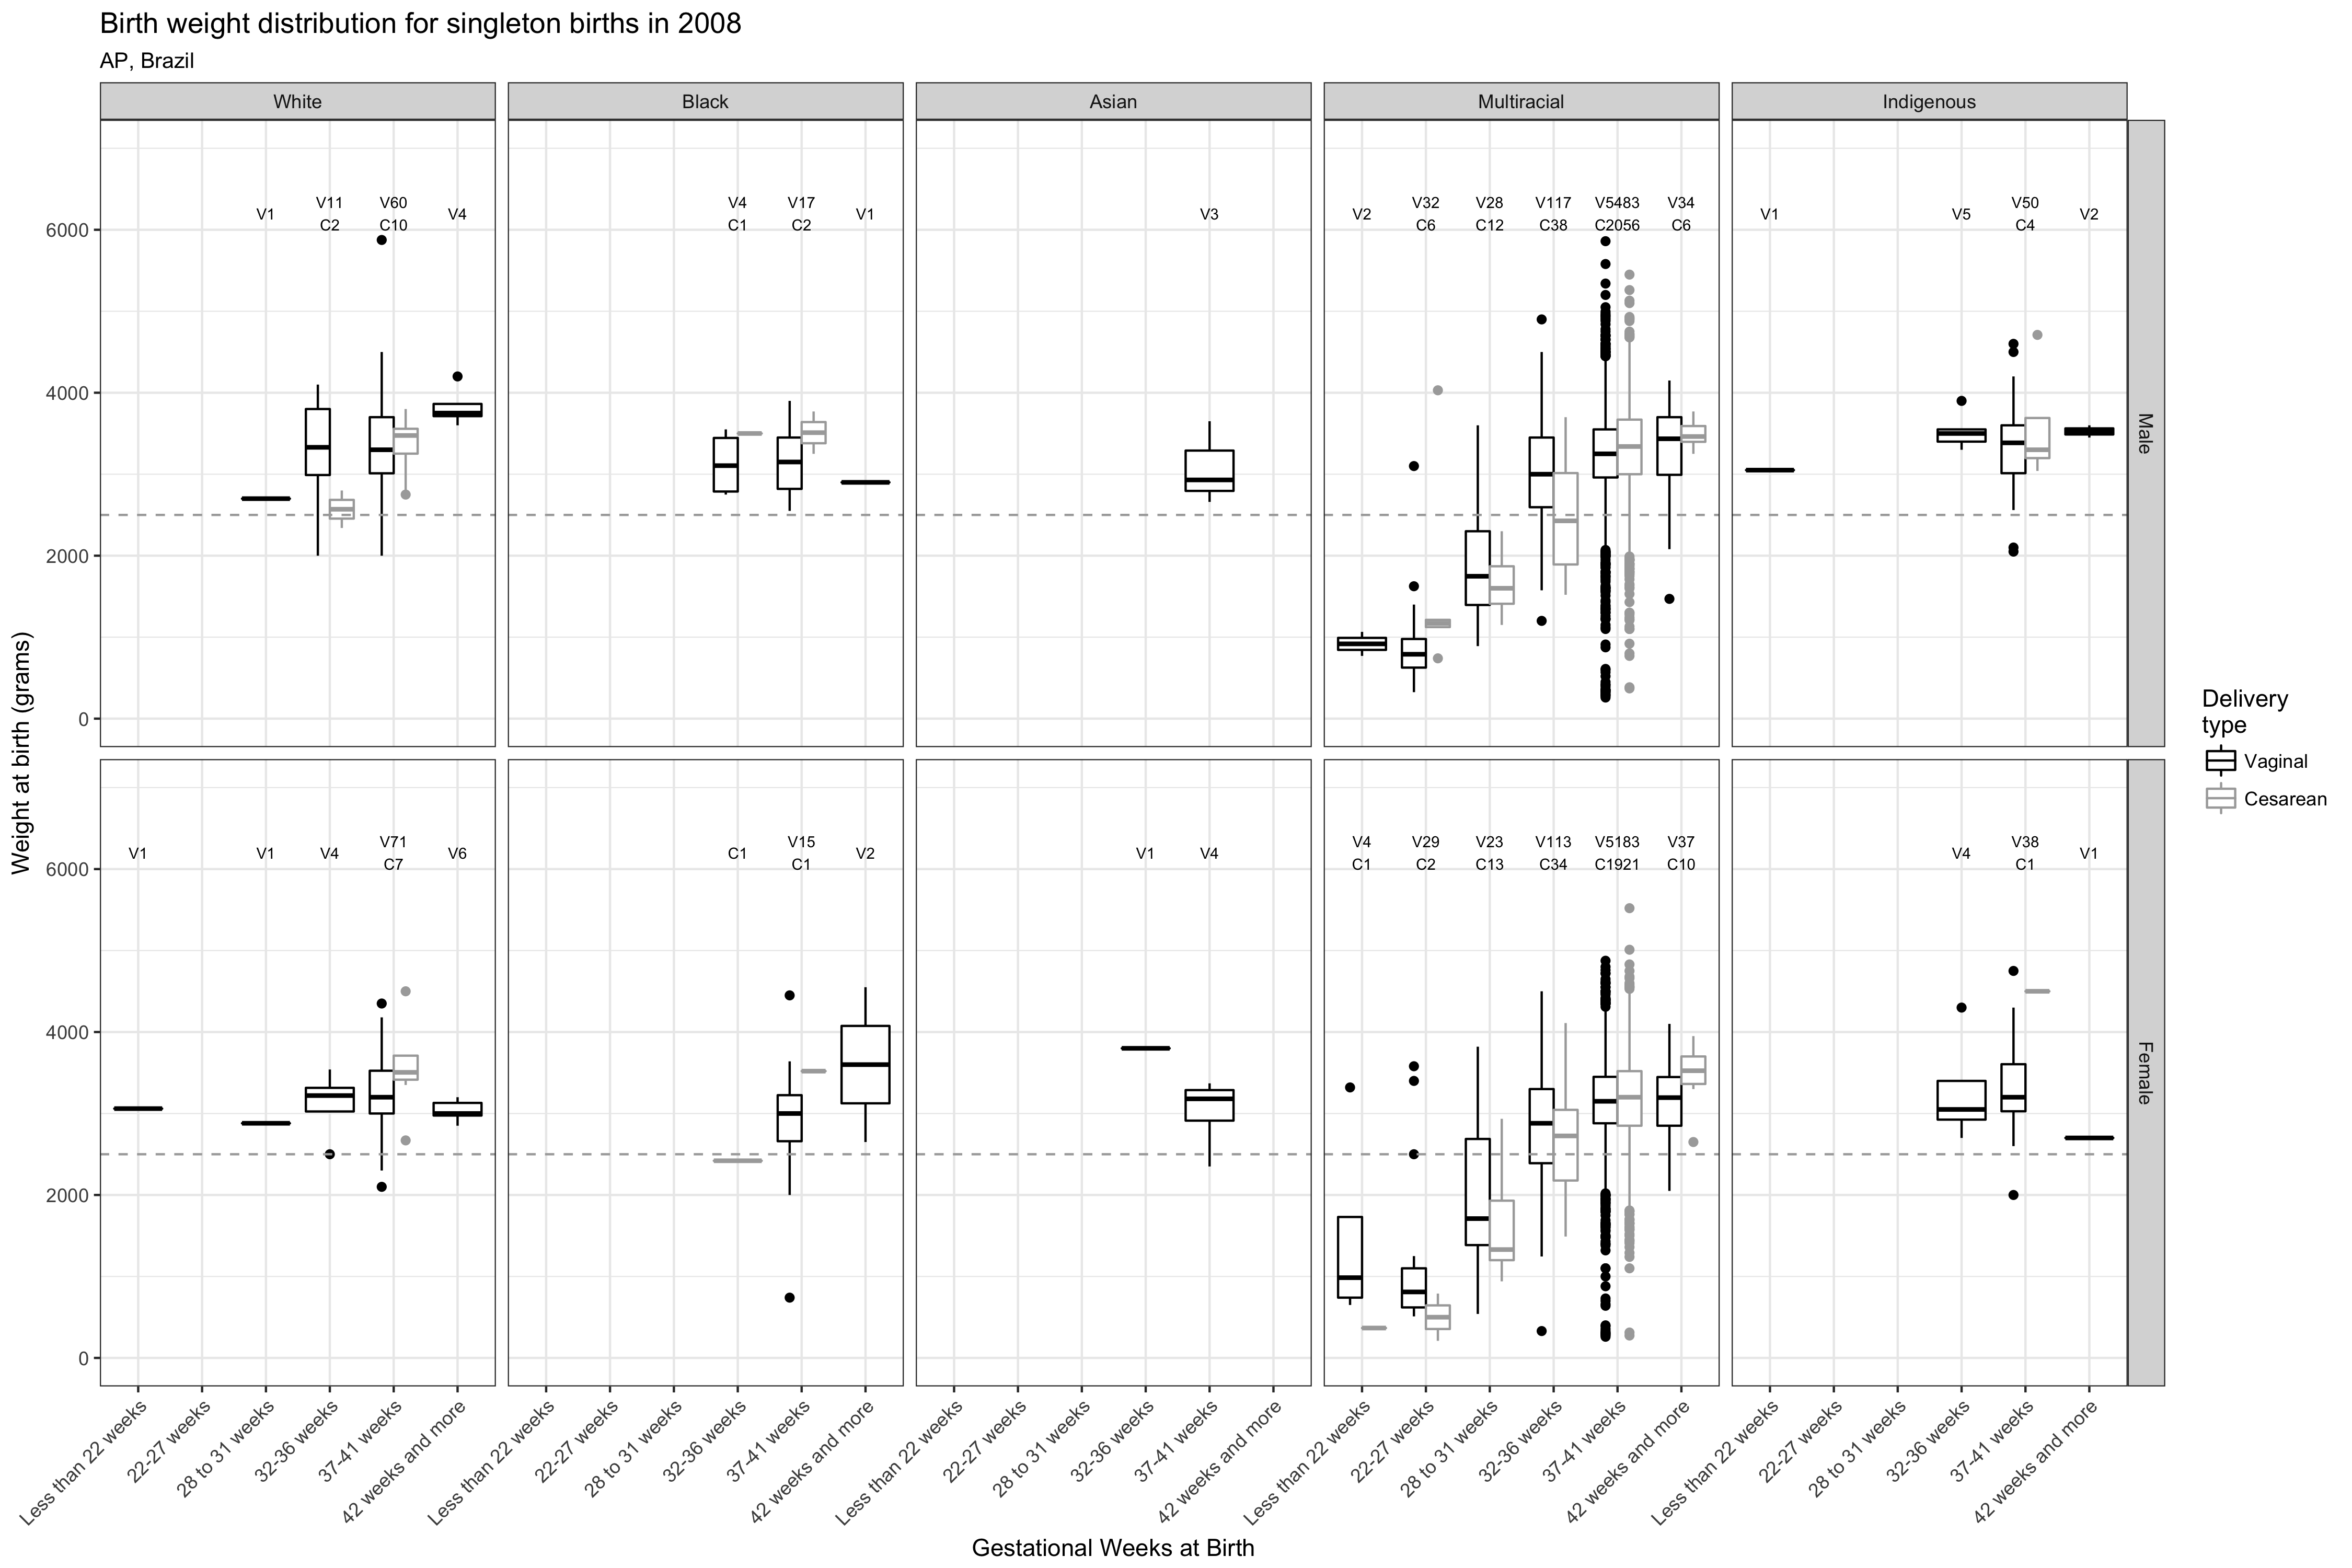 Birth weight distribution for singleton births in 2008
AP, Brazil
White
Black
Asian
Multiracial
Indigenous
Weight at birth (grams)
6000
4000
2000
0
V1
V11
C2
V60
C10
V4
V4
C1
V17
C2
V1
V3
V2
V32
C6
V28
C12
V117
C38
V5483
C2056
V34
C6
V1
V5
V50
C4
V2
Male
6000
4000
2000
0
V1
V1
V4
V71
C7
V6
C1
V15
C1
V2
V1
V4
V4
C1
V29
C2
V23
C13
V113
C34
V5183
C1921
V37
C10
V4
V38
C1
V1
Female
Less than 22 weeks
22-27 weeks
28 to 31 weeks
32-36 weeks
37-41 weeks
42 weeks and more
Less than 22 weeks
22-27 weeks
28 to 31 weeks
32-36 weeks
37-41 weeks
42 weeks and more
Less than 22 weeks
22-27 weeks
28 to 31 weeks
32-36 weeks
37-41 weeks
42 weeks and more
Less than 22 weeks
22-27 weeks
28 to 31 weeks
32-36 weeks
37-41 weeks
42 weeks and more
Less than 22 weeks
22-27 weeks
28 to 31 weeks
32-36 weeks
37-41 weeks
42 weeks and more
Gestational Weeks at Birth
Delivery
type
Vaginal
Cesarean